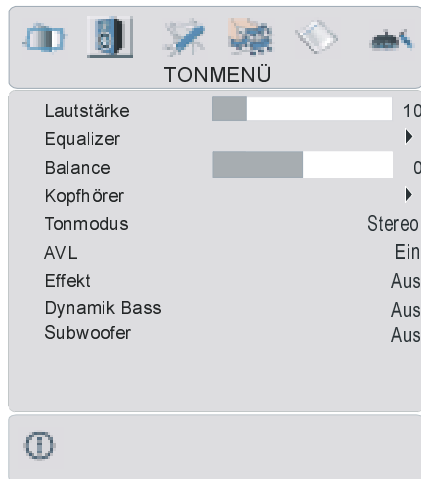 TONMENÜ
Lautstärke 10
Equalizer
Balance 0
Kopfhörer
Tonmodus Stereo
AVL Ein
Effekt Aus
Dynamik Bass Aus
Subwoofer Aus